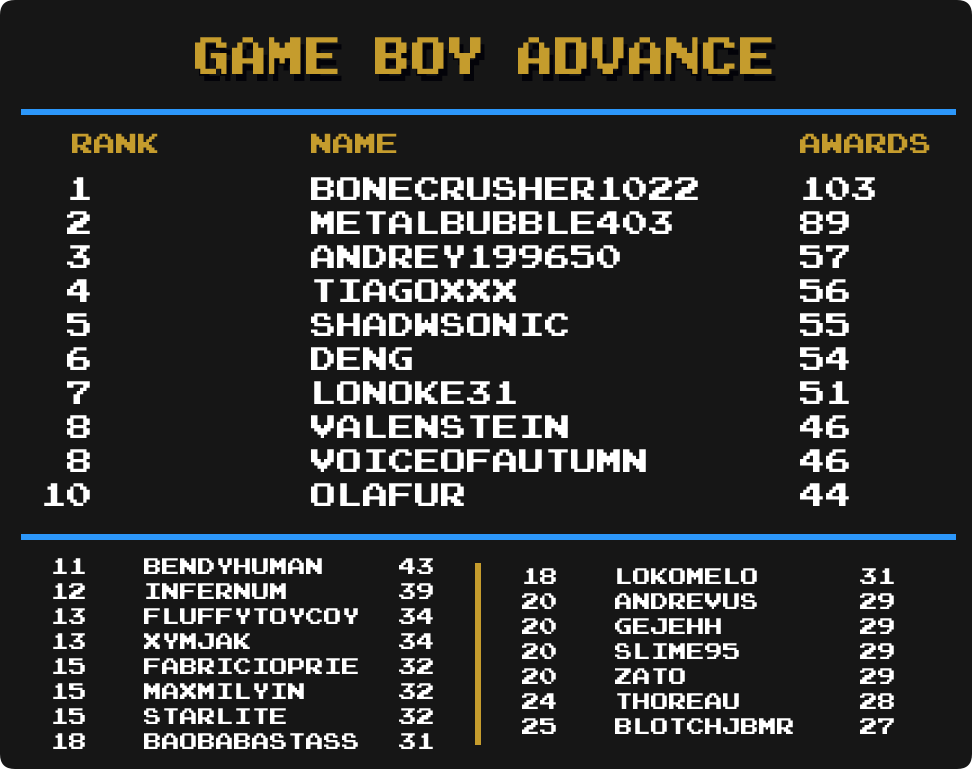 GAME BOY ADVANCE
RANK NAME AWARDS
1 BONECRUSHER1022 103
2 METALBUBBLE403 89
3 ANDREY199650 57
4 TIAGOXXX 56
5 SHADWSONIC 55
6 DENG 54
7 LONOKE31 51
8 VALENSTEIN 46
8 VOICEOFAUTUMN 46
10 OLAFUR 44
11 BENDYHUMAN 43
12 INFERNUM 39
13 FLUFFYTOYCOY 34
13 XYMJAK 34
15 FABRICIOPRIE 32
15 MAXMILYIN 32
15 STARLITE 32
18 BAOBABASTASS 31
18 LOKOMELO 31
20 ANDREVUS 29
20 GEJEHH 29
20 SLIME95 29
20 ZATO 29
24 THOREAU 28
25 BLOTCHJBMR 27